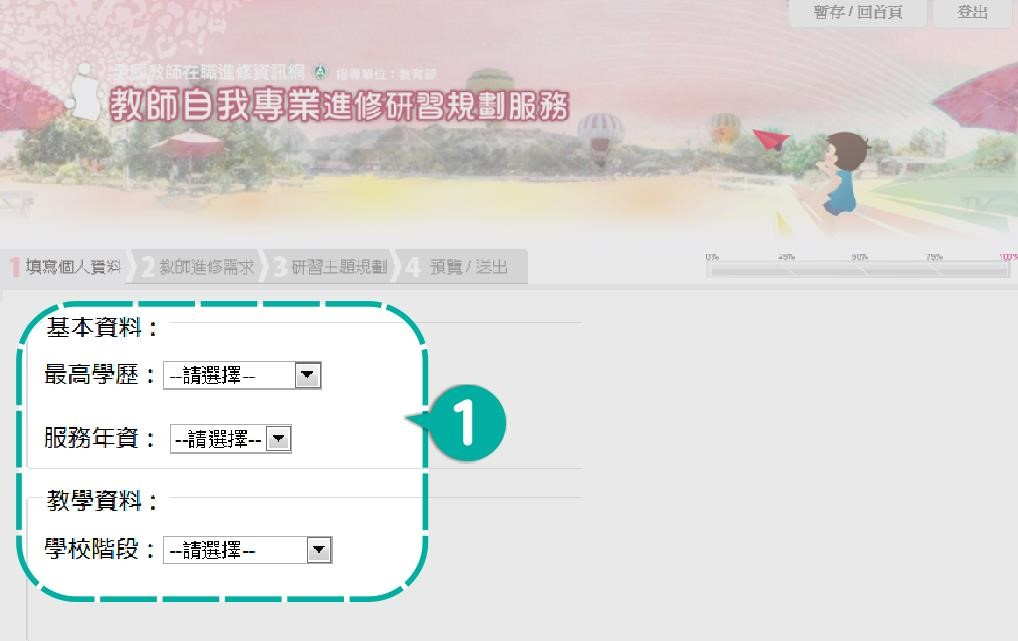 暫存 / 回首頁 登出
全國教師在職進修資訊網 指導單位：教育部
教師自我專業進修研習規劃服務
1 填寫個人資料 2 教師進修需求 3 研習主題規劃 4 預覽 / 送出
0% 25% 50% 75% 100%
基本資料：
最高學歷： --請選擇--
服務年資： --請選擇--
1
教學資料：
學校階段： --請選擇--